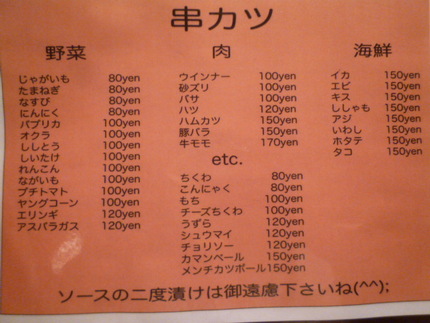 串カツ
野菜
じゃがいも 80yen
たまねぎ 80yen
なすび 80yen
にんにく 80yen
パプリカ 100yen
オクラ 100yen
ししとう 100yen
しいたけ 100yen
れんこん 100yen
ながいも 100yen
プチトマト 100yen
ヤングコーン 100yen
エリンギ 120yen
アスパラガス 120yen
肉
ウインナー 100yen
砂ズリ 100yen
バサ 100yen
ハツ 120yen
ハムカツ 150yen
豚バラ 150yen
牛モモ 170yen
etc.
ちくわ 80yen
こんにゃく 80yen
もち 100yen
チーズちくわ 100yen
うずら 120yen
シュウマイ 120yen
チョリソー 120yen
カマンベール 150yen
メンチカツボール150yen
海鮮
イカ 150yen
エビ 150yen
キス 150yen
ししゃも 150yen
アジ 150yen
いわし 150yen
ホタテ 150yen
タコ 150yen
ソースの二度漬けは御遠慮下さいね(^^);